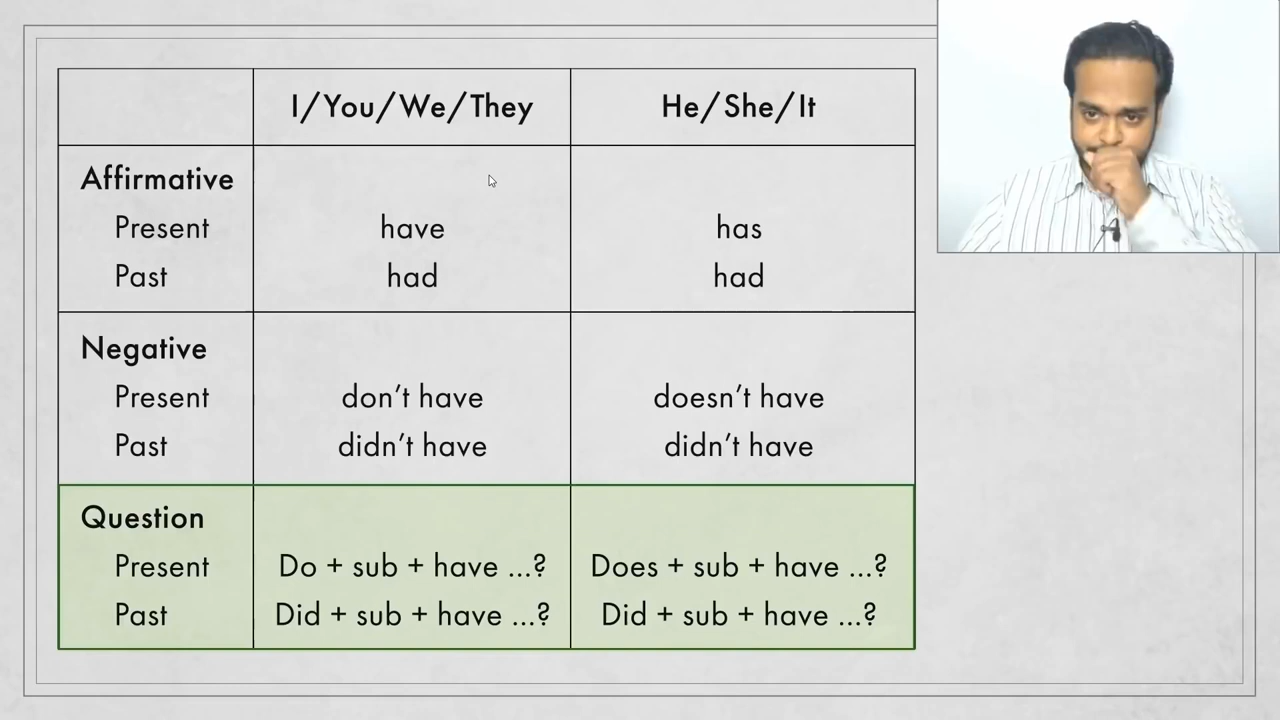 I/You/We/They He/She/It
Affirmative
Present have has
Past had had
Negative
Present don’t have doesn’t have
Past didn’t have didn’t have
Question
Present Do + sub + have ...? Does + sub + have ...?
Past Did + sub + have ...? Did + sub + have ...?